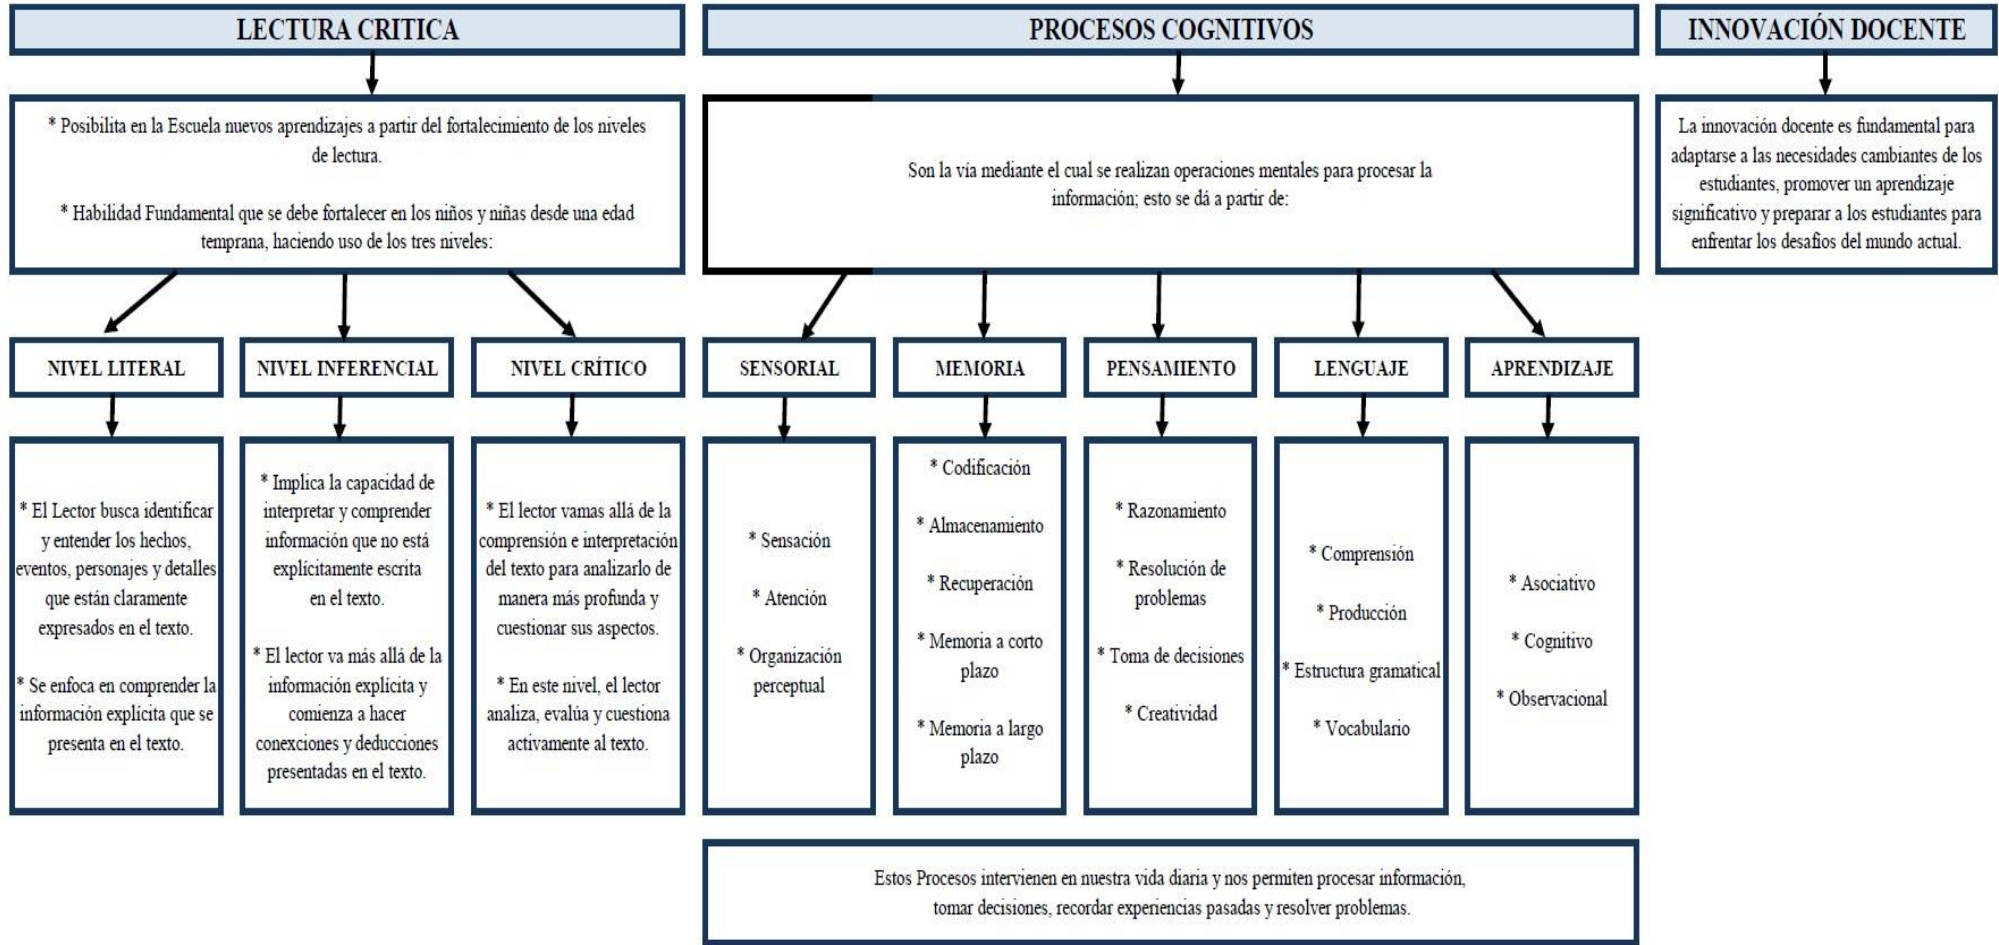 LECTURA CRITICA
* Posibilita en la Escuela nuevos aprendizajes a partir del fortalecimiento de los niveles
de lectura.
* Habilidad Fundamental que se debe fortalecer en los niños y niñas desde una edad
temprana, haciendo uso de los tres niveles:
NIVEL LITERAL
* El Lector busca identificar
y entender los hechos,
eventos, personajes y detalles
que están claramente
expresados en el texto.
* Se enfoca en comprender la
información explícita que se
presenta en el texto.
NIVEL INFERENCIAL
* Implica la capacidad de
interpretar y comprender
información que no está
explícitamente escrita
en el texto.
* El lector va más allá de la
información explícita y
comienza a hacer
conexciones y deducciones
presentadas en el texto.
NIVEL CRÍTICO
* El lector vamas allá de la
comprensión e interpretación
del texto para analizarlo de
manera más profunda y
cuestionar sus aspectos.
* En este nivel, el lector
analiza, evalúa y cuestiona
activamente al texto.
PROCESOS COGNITIVOS
Son la vía mediante el cual se realizan operaciones mentales para procesar la
información; esto se dá a partir de:
SENSORIAL
* Sensación
* Atención
* Organización
perceptual
MEMORIA
* Codificación
* Almacenamiento
* Recuperación
* Memoria a corto
plazo
* Memoria a largo
plazo
PENSAMIENTO
* Razonamiento
* Resolución de
problemas
* Toma de decisiones
* Creatividad
LENGUAJE
* Comprensión
* Producción
* Estructura gramatical
* Vocabulario
APRENDIZAJE
* Asociativo
* Cognitivo
* Observacional
Estos Procesos intervienen en nuestra vida diaria y nos permiten procesar información,
tomar decisiones, recordar experiencias pasadas y resolver problemas.
INNOVACIÓN DOCENTE
La innovación docente es fundamental para
adaptarse a las necesidades cambiantes de los
estudiantes, promover un aprendizaje
significativo y preparar a los estudiantes para
enfrentar los desafíos del mundo actual.